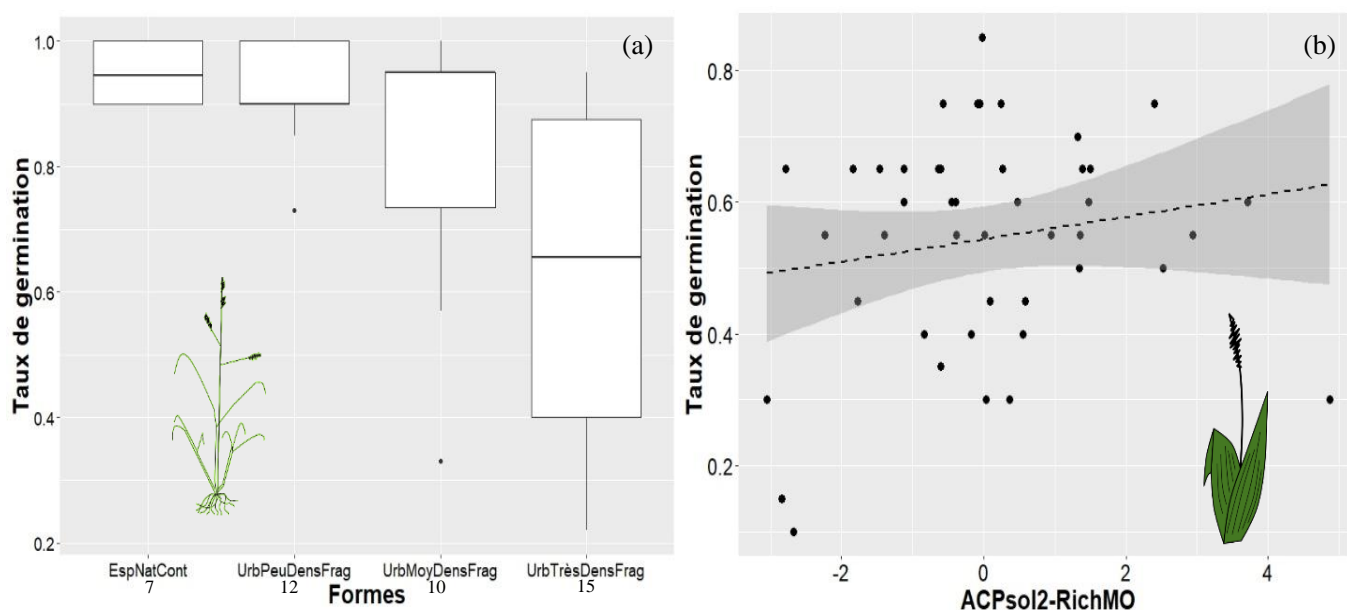 (a)
Taux de germination
1.0
0.8
0.6
0.4
0.2
EspNatCont UrbPeuDensFrag UrbMoyDensFrag UrbTrèsDensFrag
7 12 10 15
Formes
(b)
Taux de germination
0.8
0.6
0.4
0.2
-2 0 2 4
ACPsol2-RichMO